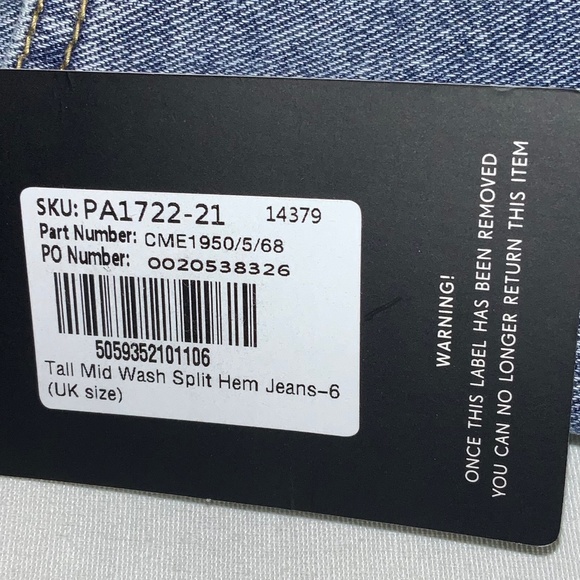 SKU: PA1722-21 14379
Part Number: CME1950/5/68
PO Number: 0020538326
5059352101106
Tall Mid Wash Split Hem Jeans-6
(UK size)
WARNING!
ONCE THIS LABEL HAS BEEN REMOVED
YOU CAN NO LONGER RETURN THIS ITEM